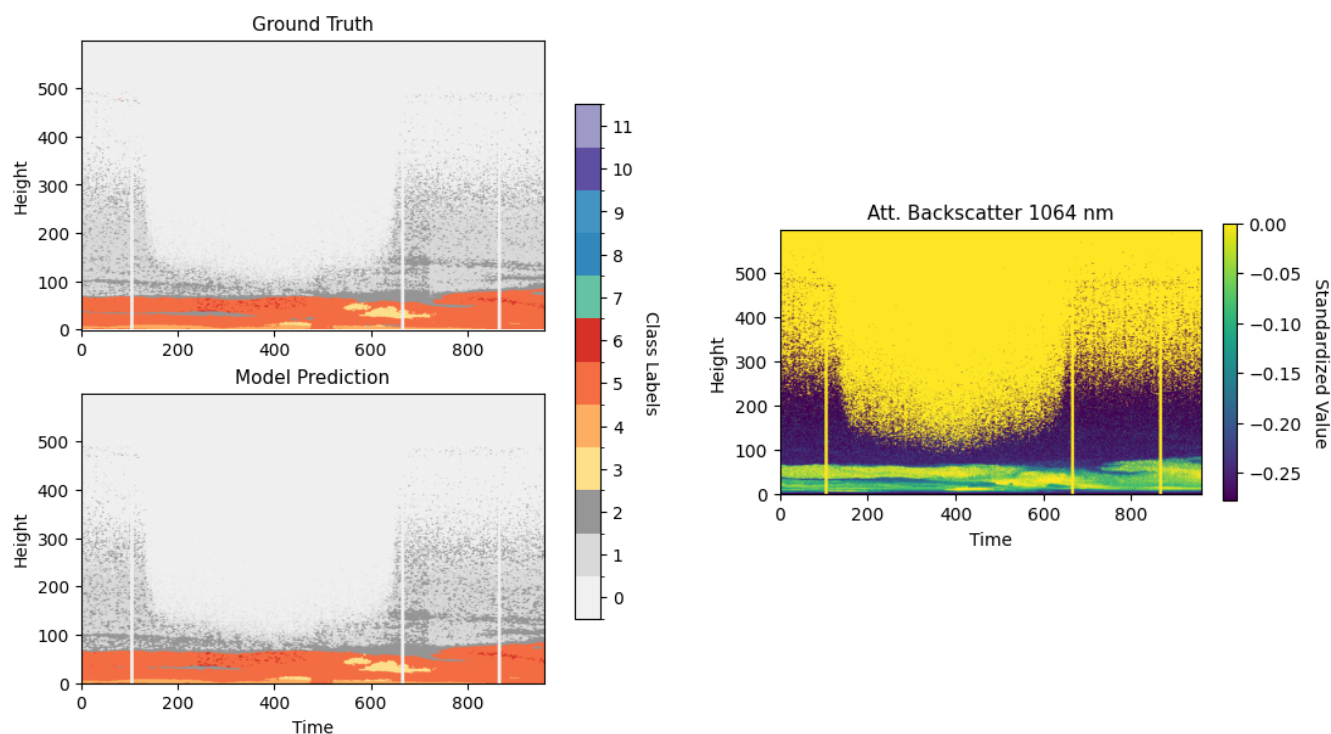 Ground Truth
Height
500
400
300
200
100
0
0 200 400 600 800
Model Prediction
Height
500
400
300
200
100
0
0 200 400 600 800
Time
11
10
9
8
7
6
5
4
3
2
1
0
Class Labels
Att. Backscatter 1064 nm
Height
500
400
300
200
100
0
0 200 400 600 800
Time
0.00
−0.05
−0.10
−0.15
−0.20
−0.25
Standardized Value